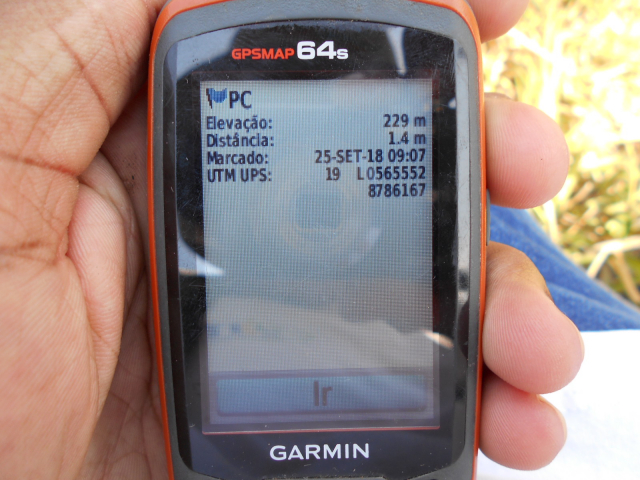 GPSMAP 64s
PC
Elevação: 229 m
Distância: 1.4 m
Marcado: 25-SET-18 09:07
UTM UPS: 19 L 0565552
8786167
Ir
GARMIN